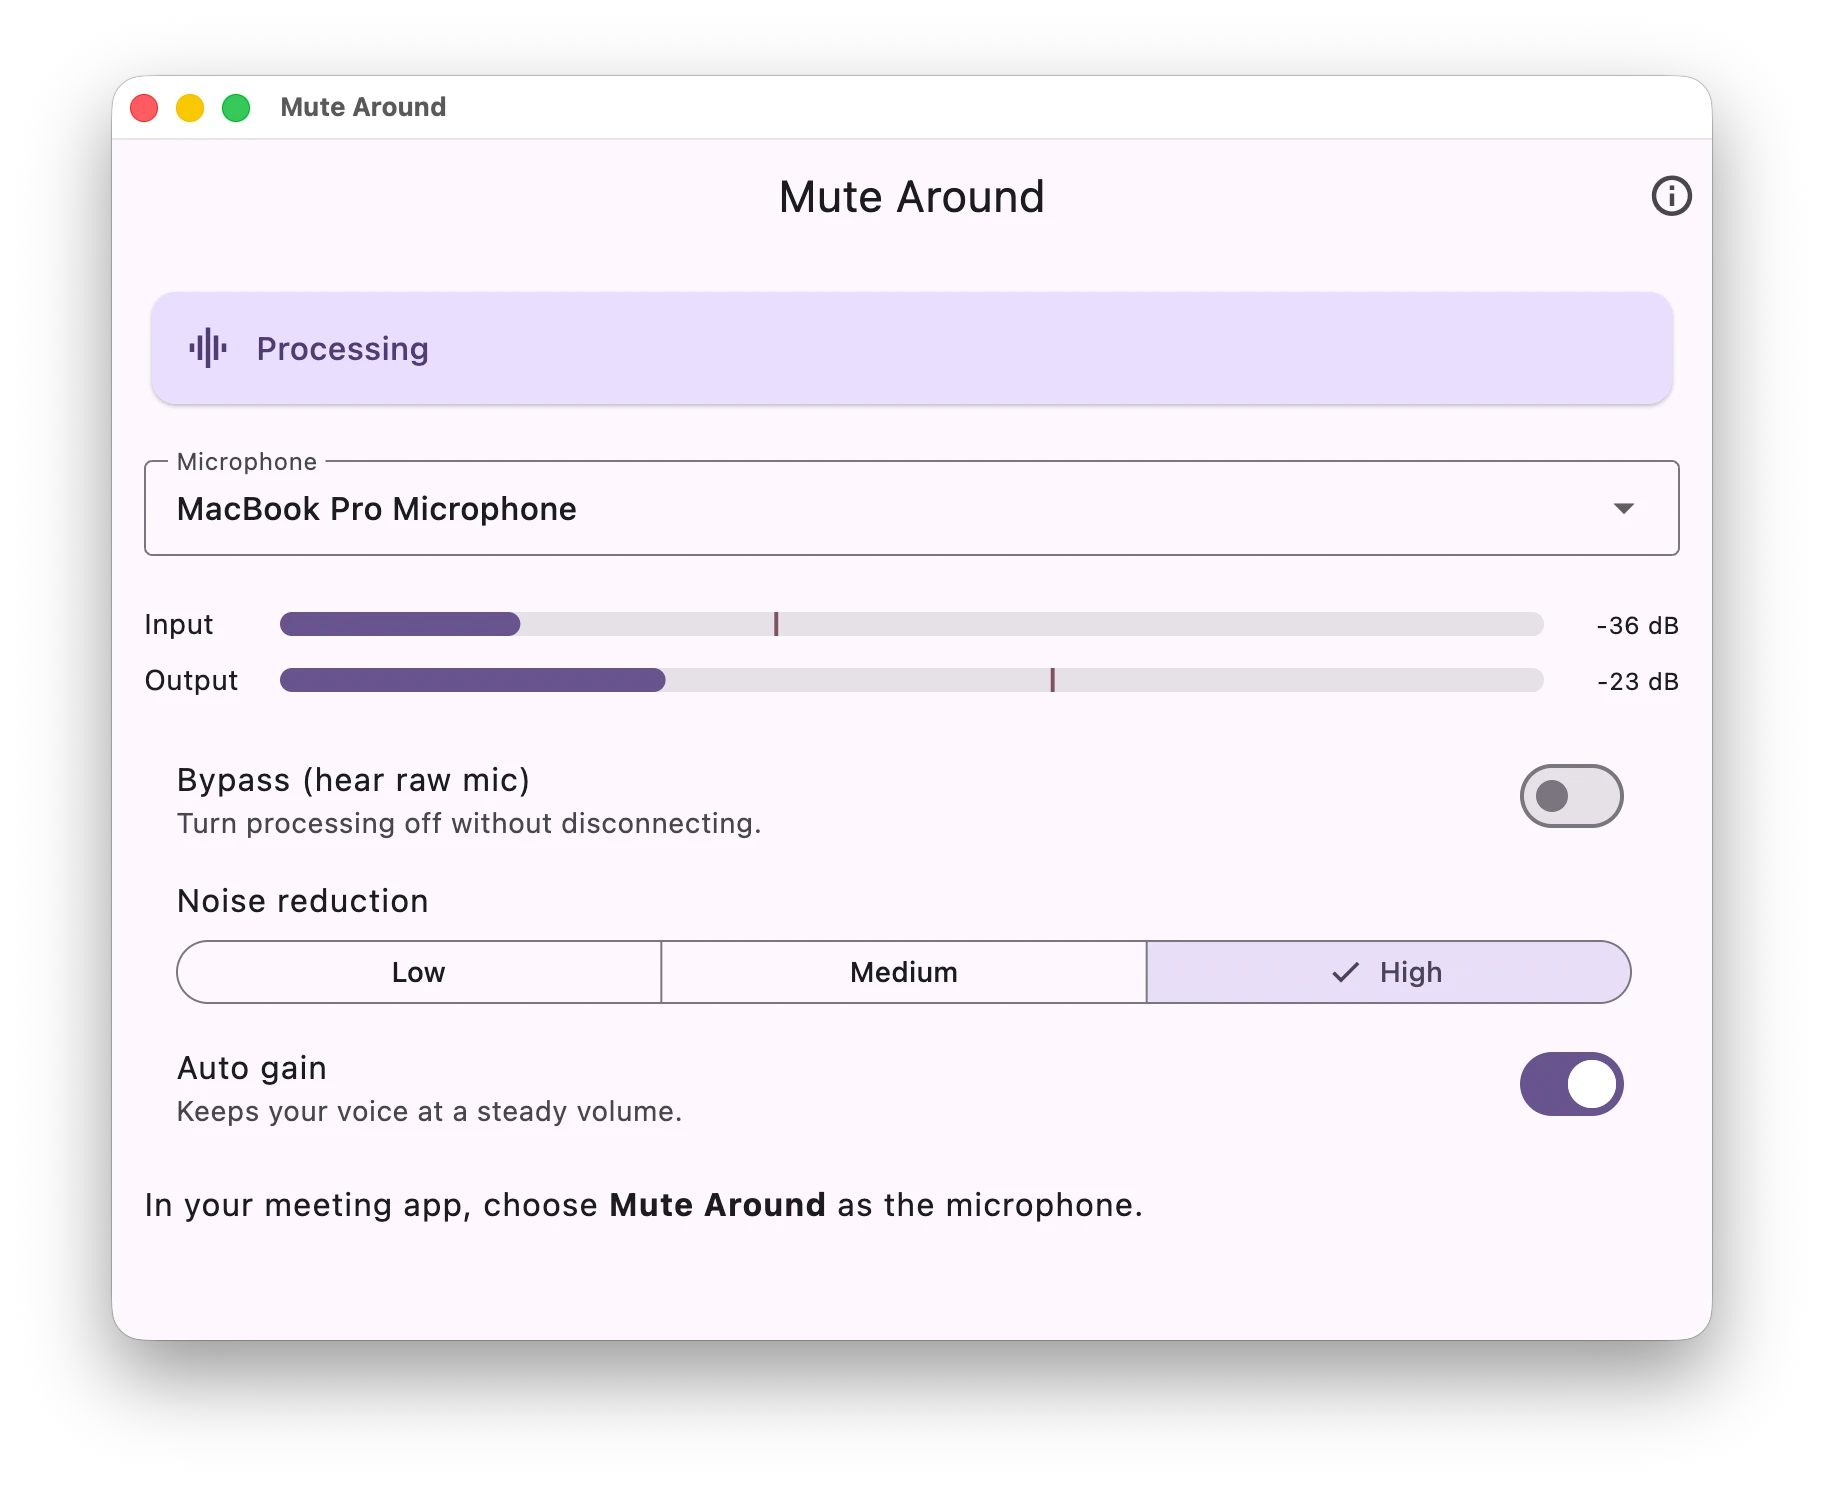 Mute Around
Mute Around
Processing
Microphone
MacBook Pro Microphone
Input -36 dB
Output -23 dB
Bypass (hear raw mic)
Turn processing off without disconnecting.
Noise reduction
Low Medium High
Auto gain
Keeps your voice at a steady volume.
In your meeting app, choose Mute Around as the microphone.